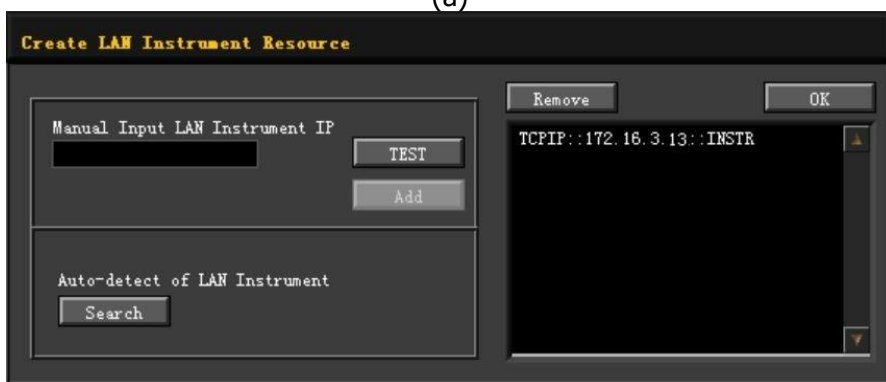 (a)
Create LAN Instrument Resource
Manual Input LAN Instrument IP
TEST
Add
Auto-detect of LAN Instrument
Search
Remove
OK
TCPIP::172.16.3.13::INSTR